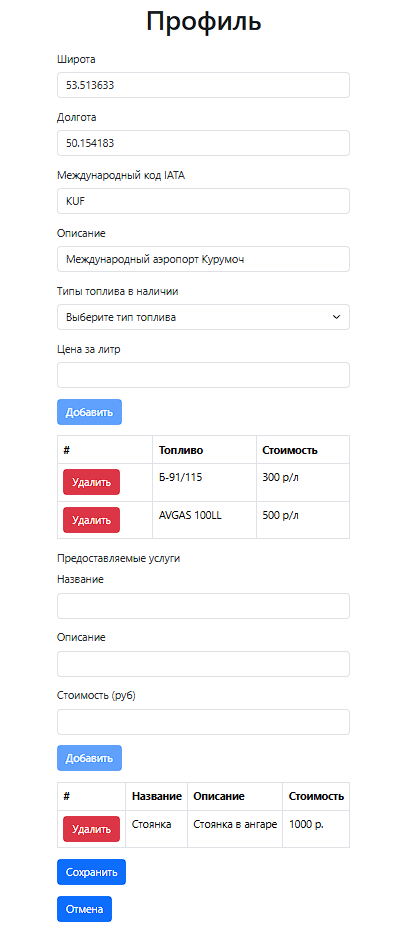 Профиль
Широта
53.513633
Долгота
50.154183
Международный код IATA
KUF
Описание
Международный аэропорт Курумоч
Типы топлива в наличии
Выберите тип топлива
Цена за литр
Добавить
# Топливо Стоимость
Удалить Б-91/115 300 р/л
Удалить AVGAS 100LL 500 р/л
Предоставляемые услуги
Название
Описание
Стоимость (руб)
Добавить
# Название Описание Стоимость
Удалить Стоянка Стоянка в ангаре 1000 р.
Сохранить
Отмена